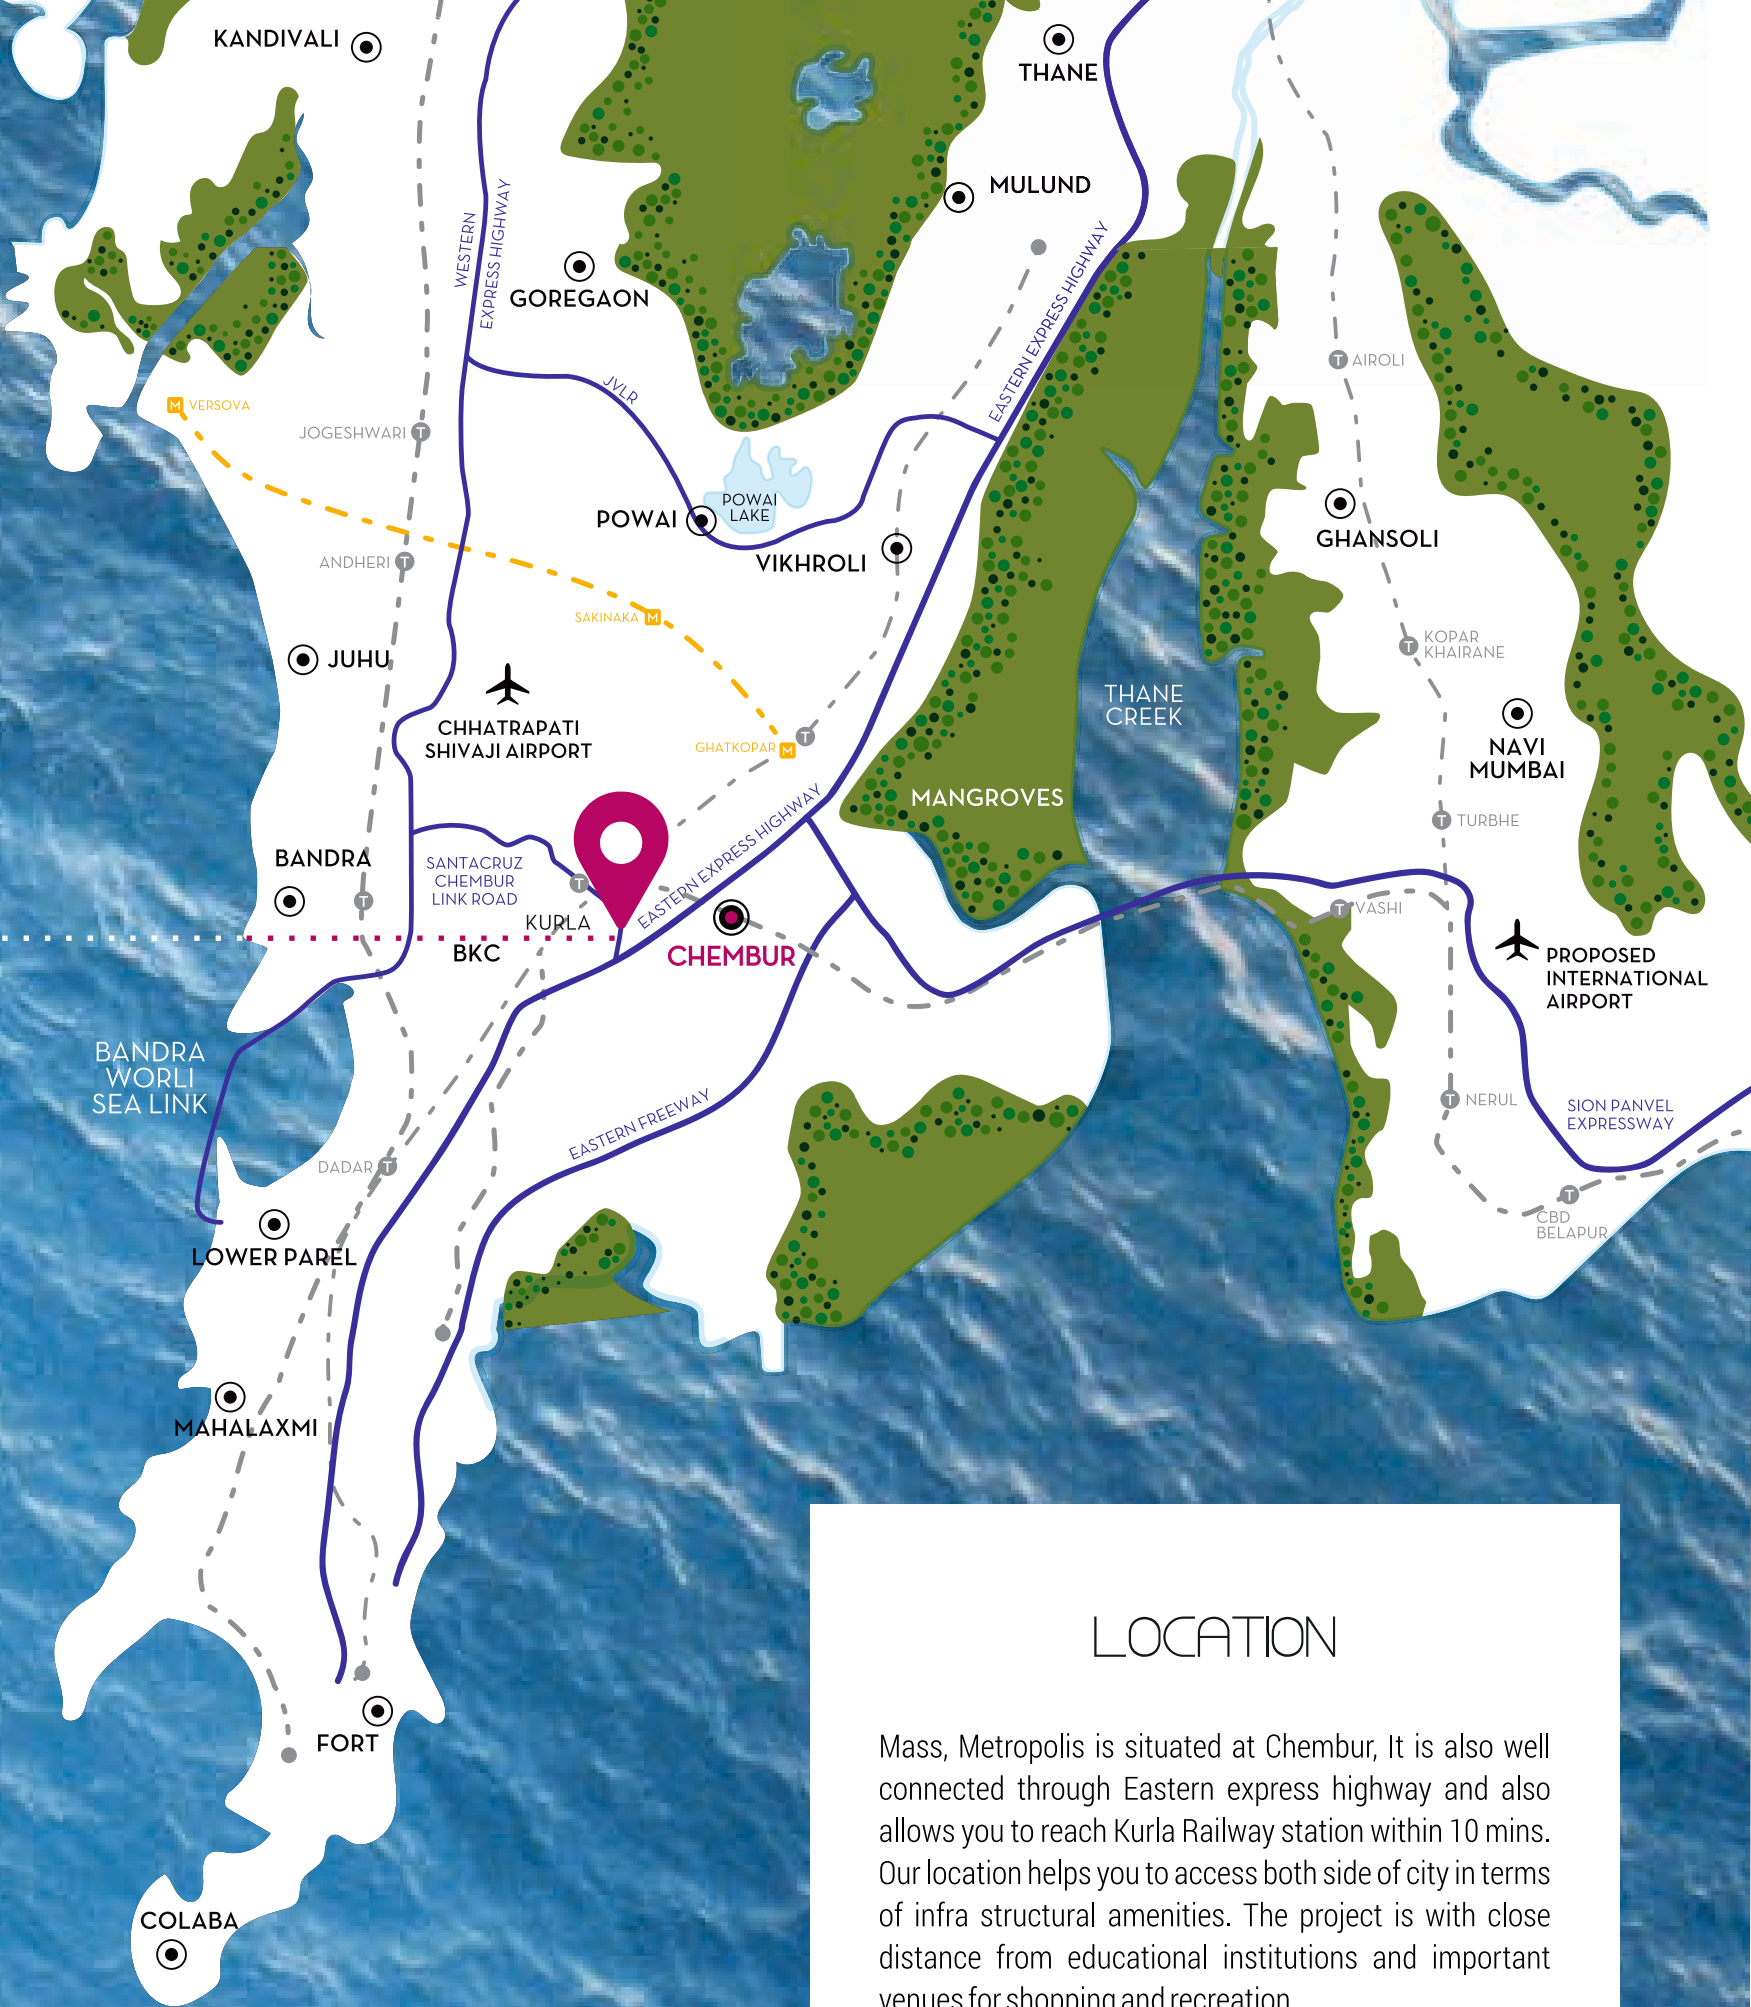 KANDIVALI
THANE
MULUND
WESTERN
EXPRESS HIGHWAY
GOREGAON
EASTERN EXPRESS HIGHWAY
T AIROLI
JVLR
M VERSOVA
JOGESHWARI T
POWAI
POWAI
LAKE
GHANSOLI
VIKHROLI
ANDHERI T
SAKINAKA M
T KOPAR
KHAIRANE
JUHU
THANE
CREEK
CHHATRAPATI
SHIVAJI AIRPORT
GHATKOPAR M
T
NAVI
MUMBAI
MANGROVES
T TURBHE
EASTERN EXPRESS HIGHWAY
BANDRA
T
SANTACRUZ
CHEMBUR
LINK ROAD
T
KURLA
T VASHI
BKC
CHEMBUR
PROPOSED
INTERNATIONAL
AIRPORT
BANDRA
WORLI
SEA LINK
T NERUL
SION PANVEL
EXPRESSWAY
EASTERN FREEWAY
DADAR T
T
CBD
BELAPUR
LOWER PAREL
MAHALAXMI
FORT
COLABA
LOCATION
Mass, Metropolis is situated at Chembur, It is also well
connected through Eastern express highway and also
allows you to reach Kurla Railway station within 10 mins.
Our location helps you to access both side of city in terms
of infra structural amenities. The project is with close
distance from educational institutions and important
venues for shopping and recreation